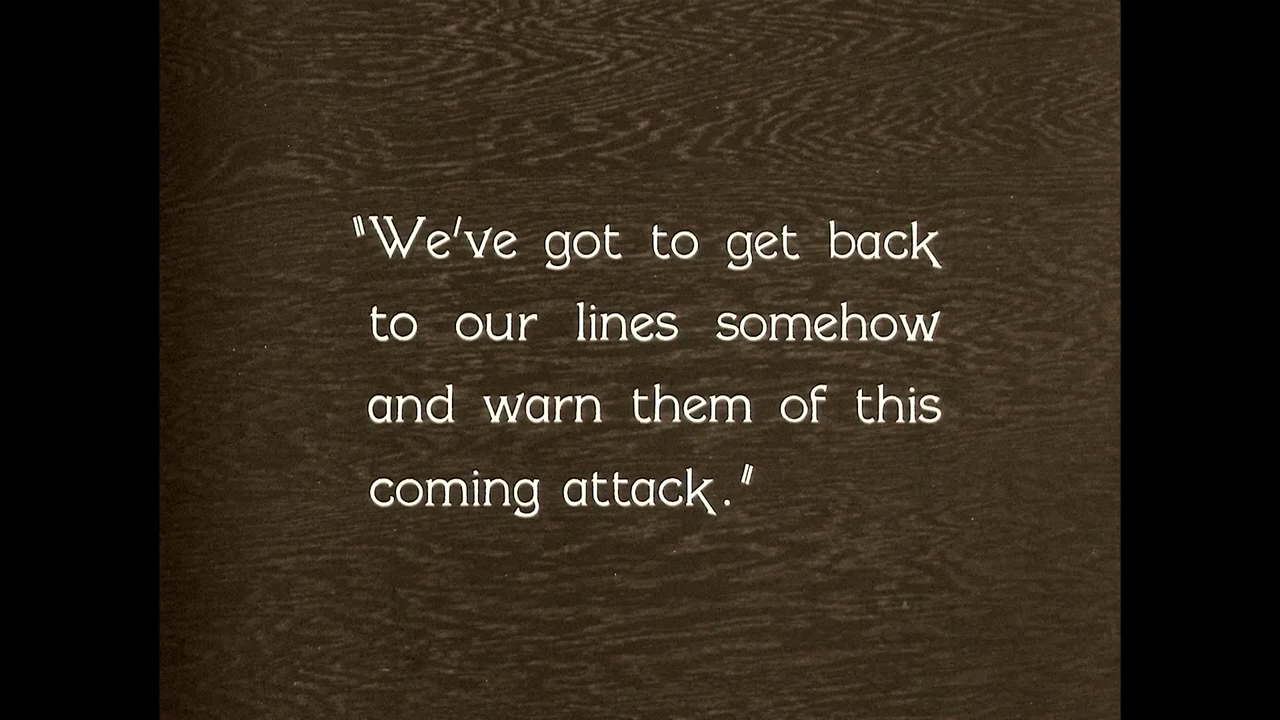 "We've got to get back
to our lines somehow
and warn them of this
coming attack."